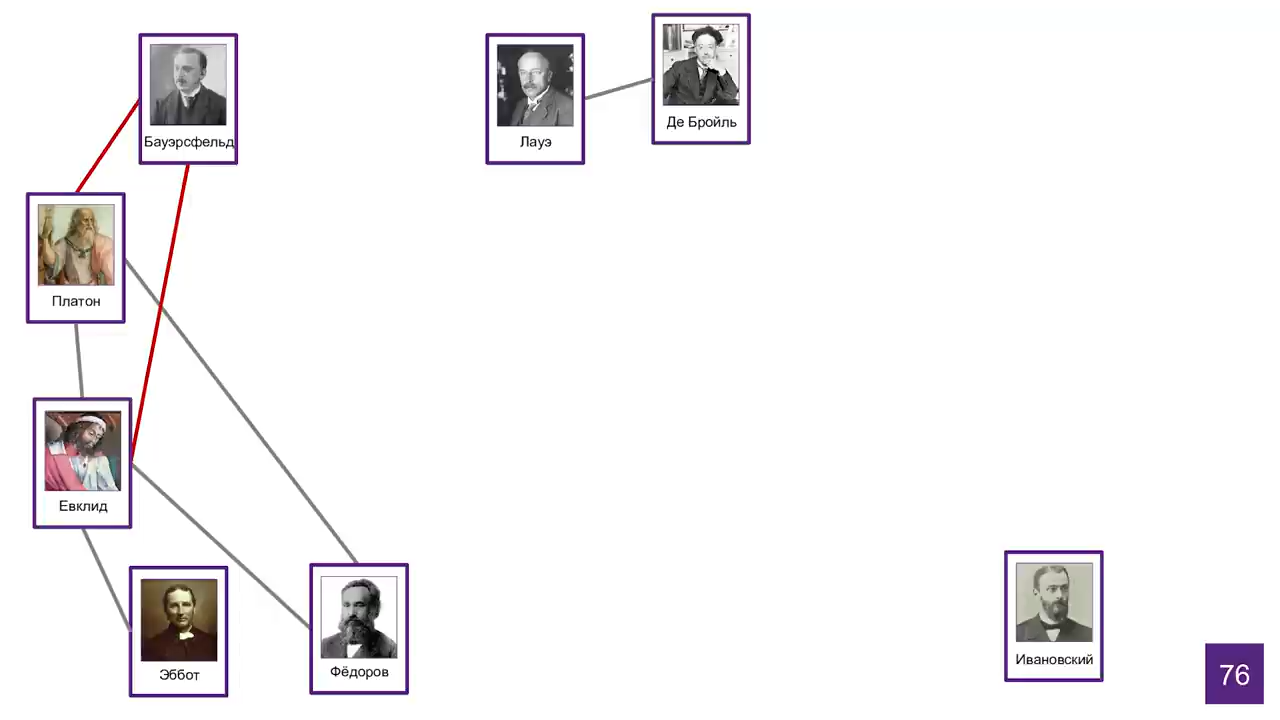 Бауэрсфельд
Лауэ
Де Бройль
Платон
Евклид
Эббот
Фёдоров
Ивановский
76